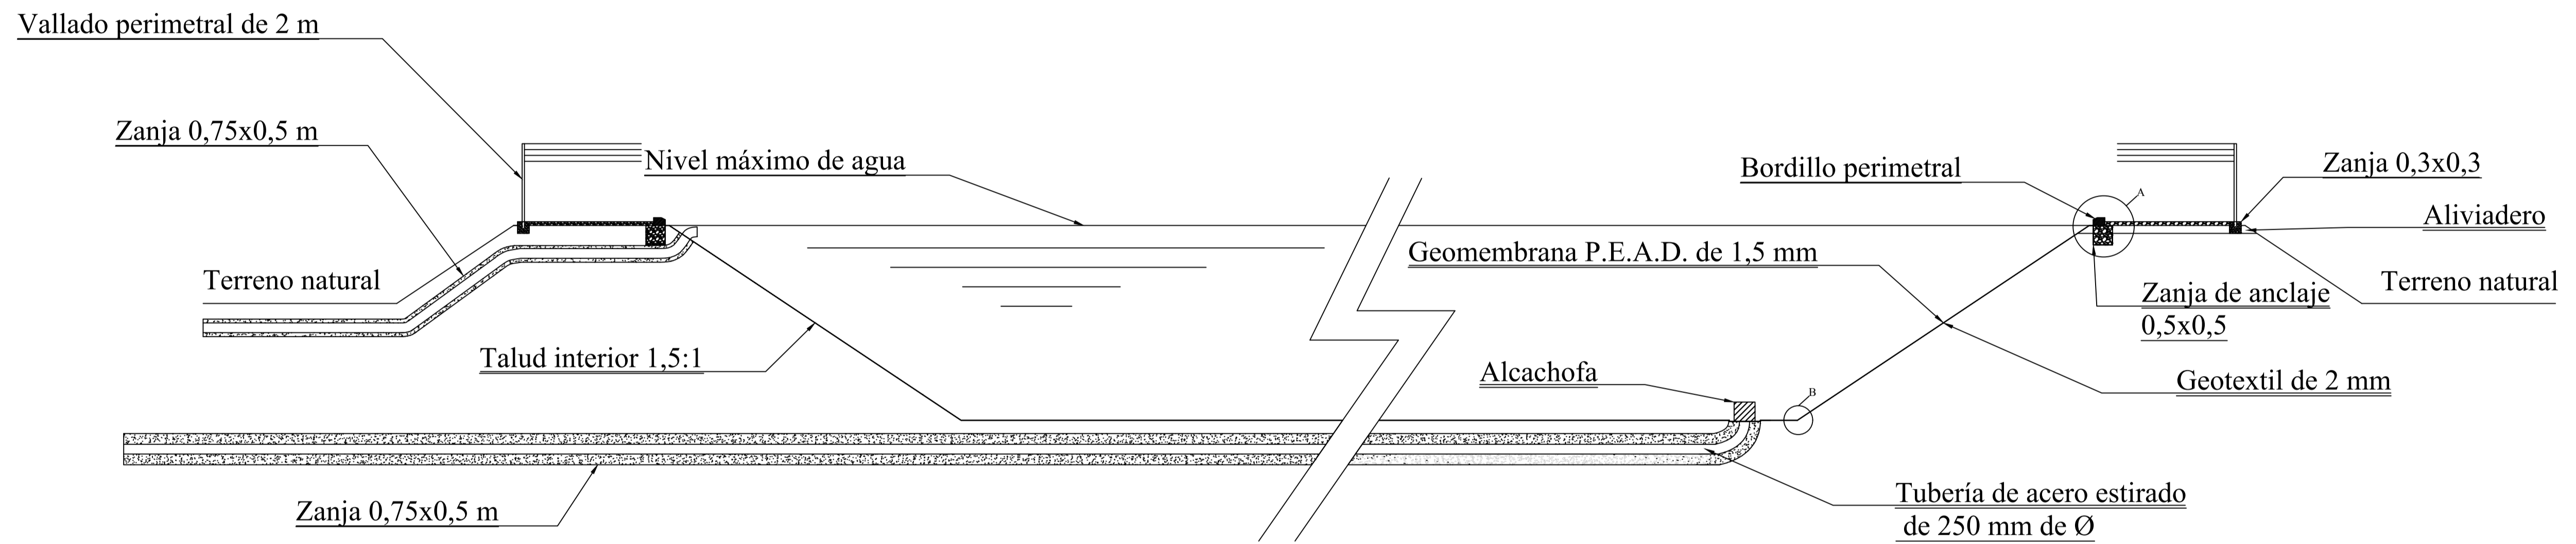 Vallado perimetral de 2 m
Zanja 0,75x0,5 m
Nivel máximo de agua
Bordillo perimetral
A
Zanja 0,3x0,3
Aliviadero
Geomembrana P.E.A.D. de 1,5 mm
Terreno natural
Terreno natural
Zanja de anclaje
0,5x0,5
Talud interior 1,5:1
Alcachofa
B
Geotextil de 2 mm
Zanja 0,75x0,5 m
Tubería de acero estirado
de 250 mm de Ø